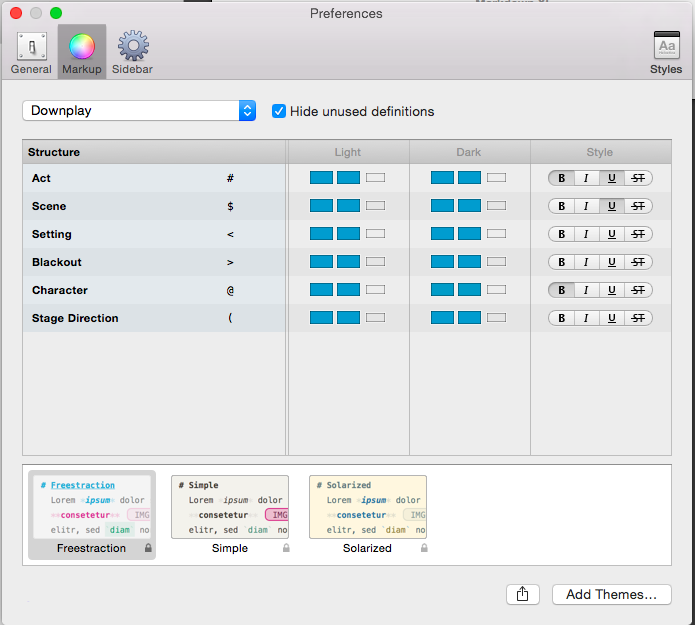 Preferences
General Markup Sidebar Styles
Downplay Hide unused definitions
Structure Light Dark Style
Act # B I U ST
Scene $ B I U ST
Setting < B I U ST
Blackout > B I U ST
Character @ B I U ST
Stage Direction ( B I U ST
# Freestraction
Lorem *ipsum* dolor
**consetetur** IMG
elitr, sed `diam` no
Freestraction
# Simple
Lorem *ipsum* dolor
**consetetur** IMG
elitr, sed `diam` no
Simple
# Solarized
Lorem *ipsum* dolor
**consetetur** IMG
elitr, sed `diam` no
Solarized
Add Themes...